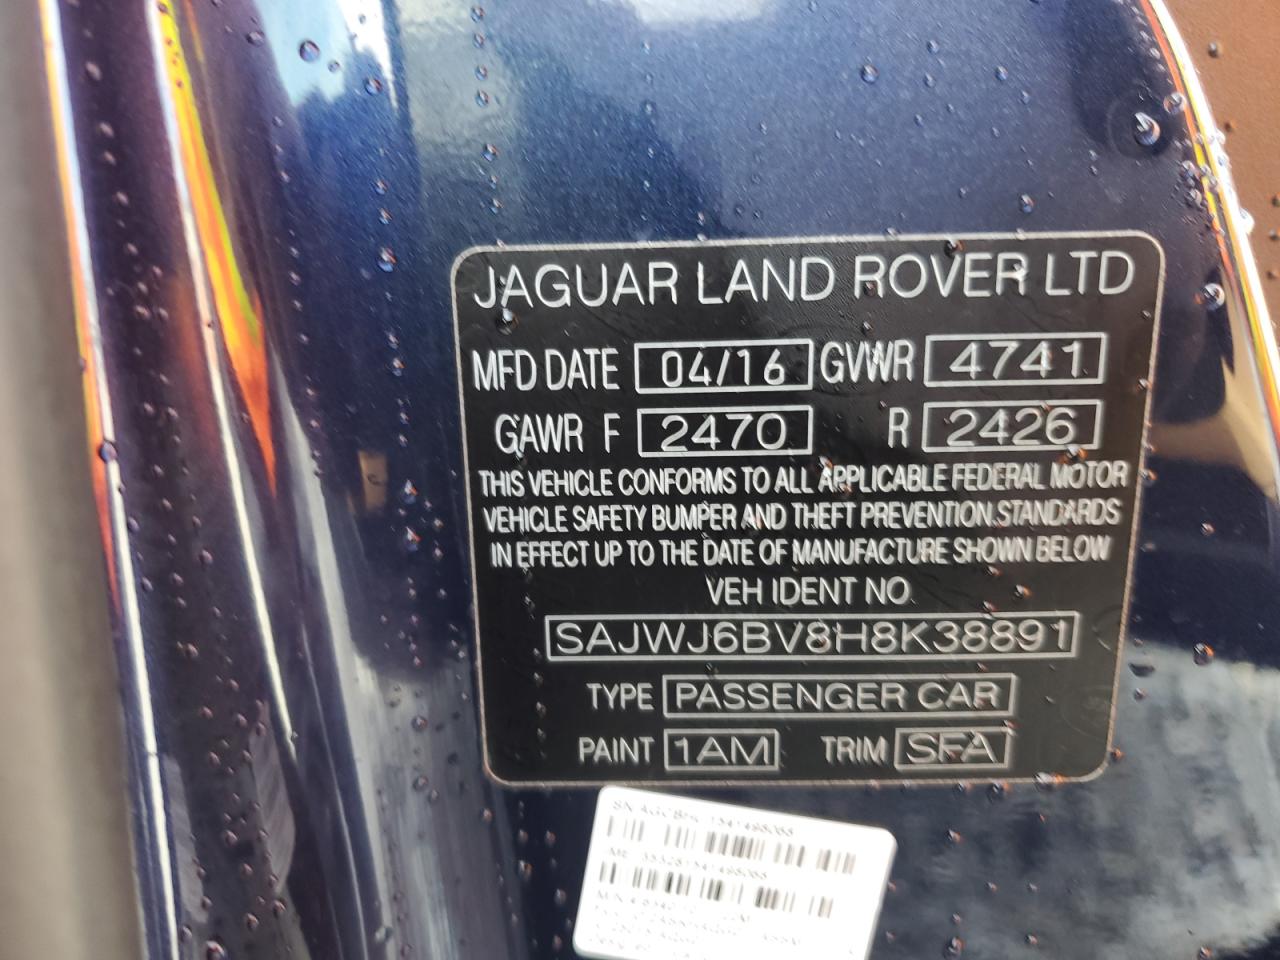 JAGUAR LAND ROVER LTD
MFD DATE 04/16 GVWR 4741
GAWR F 2470 R 2426
THIS VEHICLE CONFORMS TO ALL APPLICABLE FEDERAL MOTOR
VEHICLE SAFETY BUMPER AND THEFT PREVENTION STANDARDS
IN EFFECT UP TO THE DATE OF MANUFACTURE SHOWN BELOW
VEH IDENT NO
SAJWJ6BV8H8K38891
TYPE PASSENGER CAR
PAINT 1AM TRIM SFA